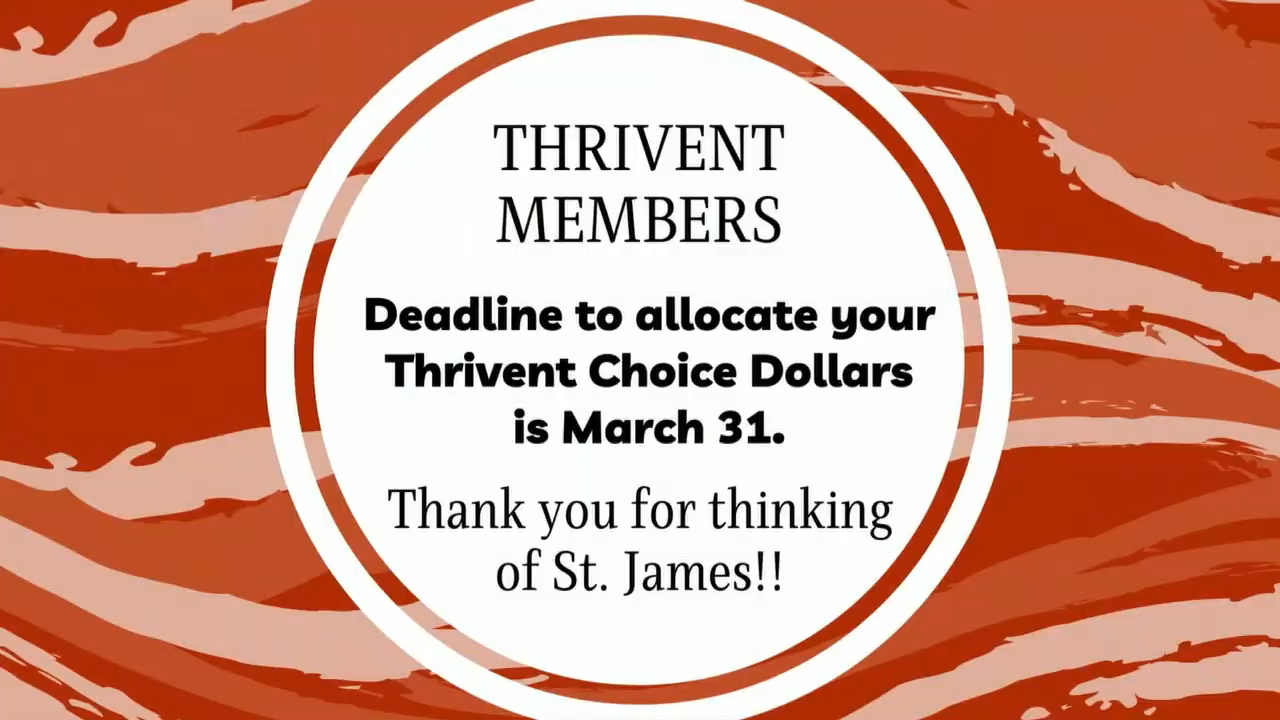 THRIVENT
MEMBERS
Deadline to allocate your
Thrivent Choice Dollars
is March 31.
Thank you for thinking
of St. James!!